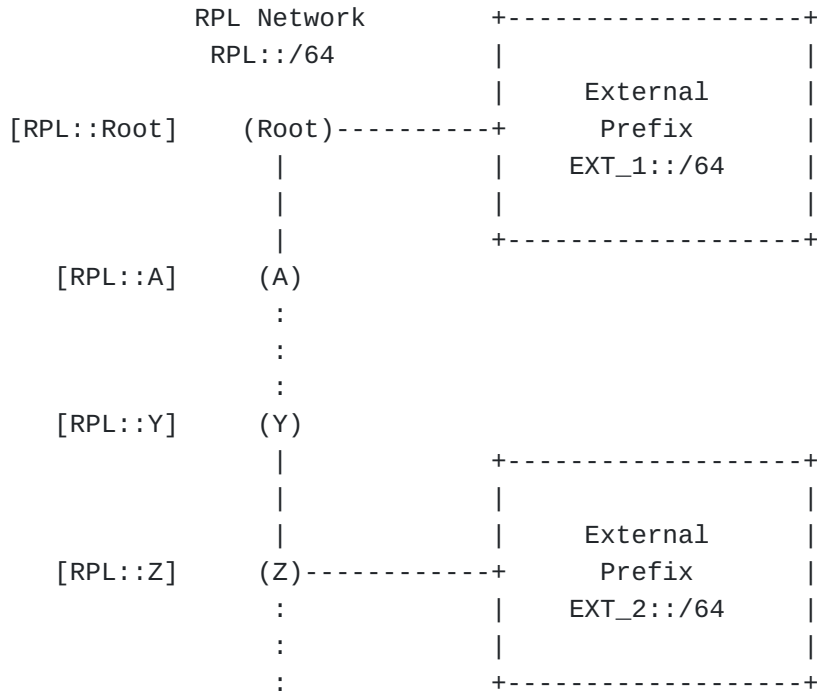 RPL Network
RPL::/64
External
[RPL::Root] (Root) Prefix
EXT_1::/64
[RPL::A] (A)
[RPL::Y] (Y)
External
[RPL::Z] (Z) Prefix
EXT_2::/64